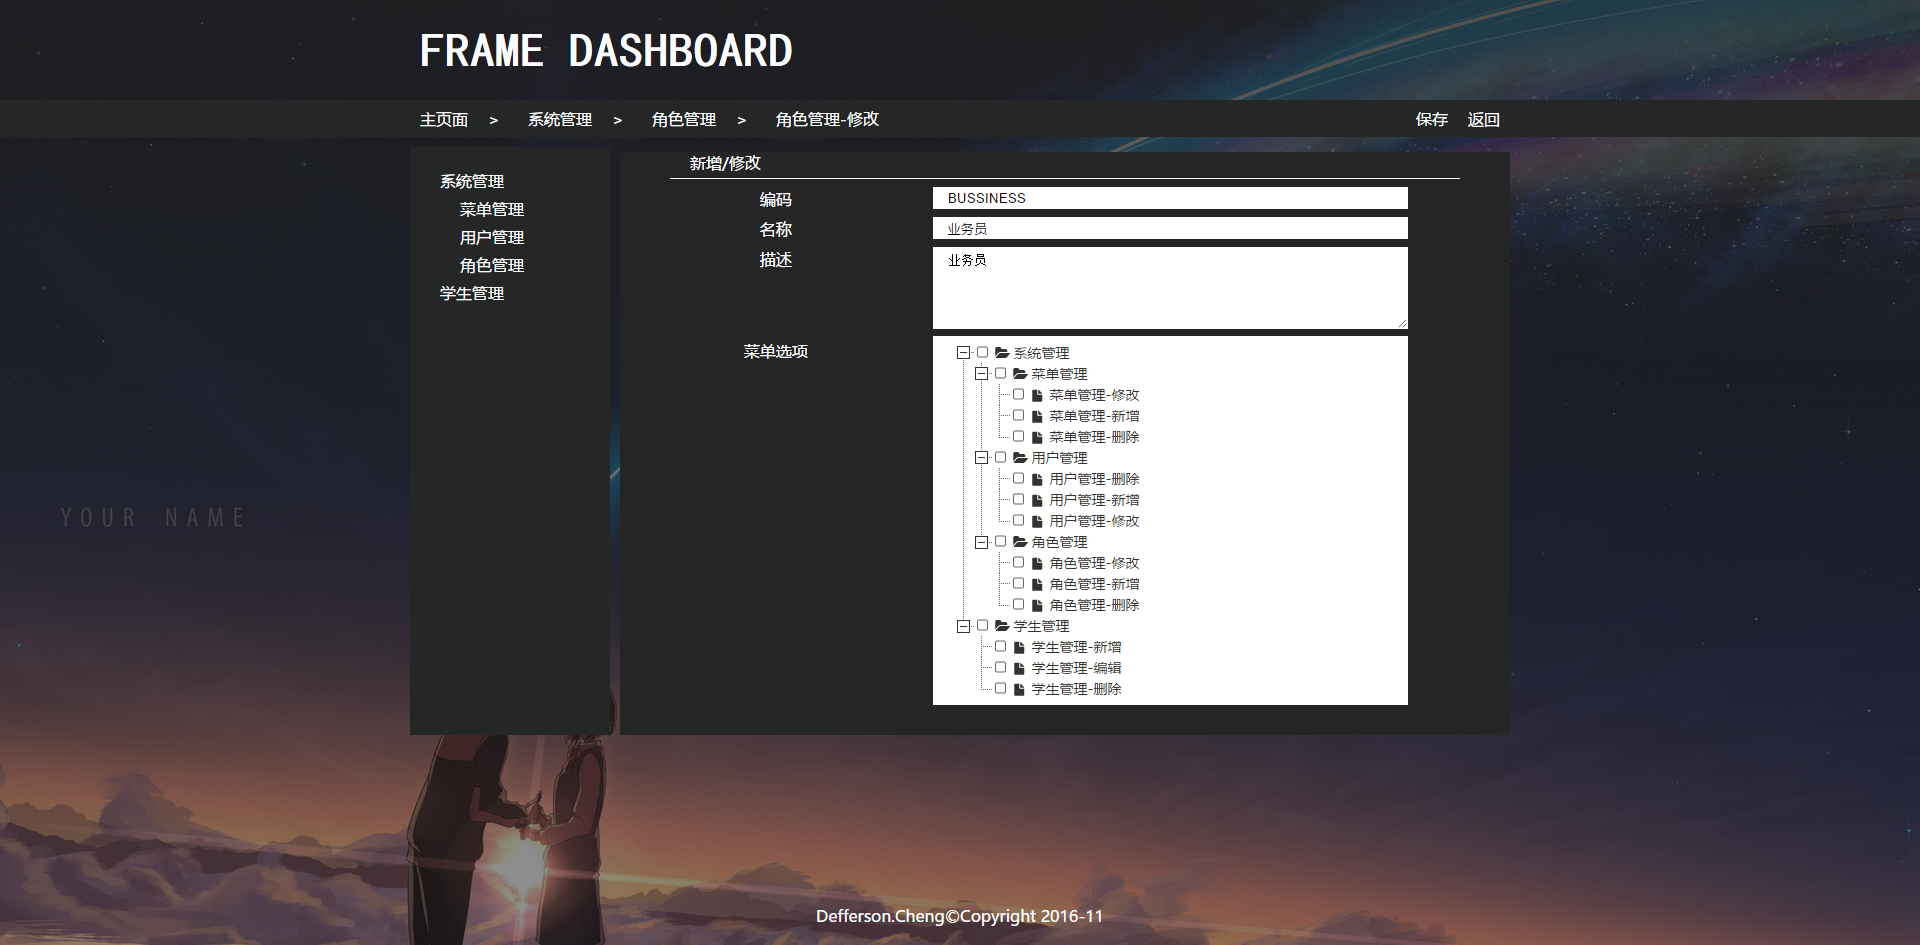 FRAME DASHBOARD
主页面 > 系统管理 > 角色管理 > 角色管理-修改 保存 返回
系统管理
菜单管理
用户管理
角色管理
学生管理
新增/修改
编码 BUSSINESS
名称 业务员
描述 业务员
菜单选项
系统管理
菜单管理
菜单管理-修改
菜单管理-新增
菜单管理-删除
用户管理
用户管理-删除
用户管理-新增
用户管理-修改
角色管理
角色管理-修改
角色管理-新增
角色管理-删除
学生管理
学生管理-新增
学生管理-编辑
学生管理-删除
YOUR NAME
Defferson.Cheng©Copyright 2016-11